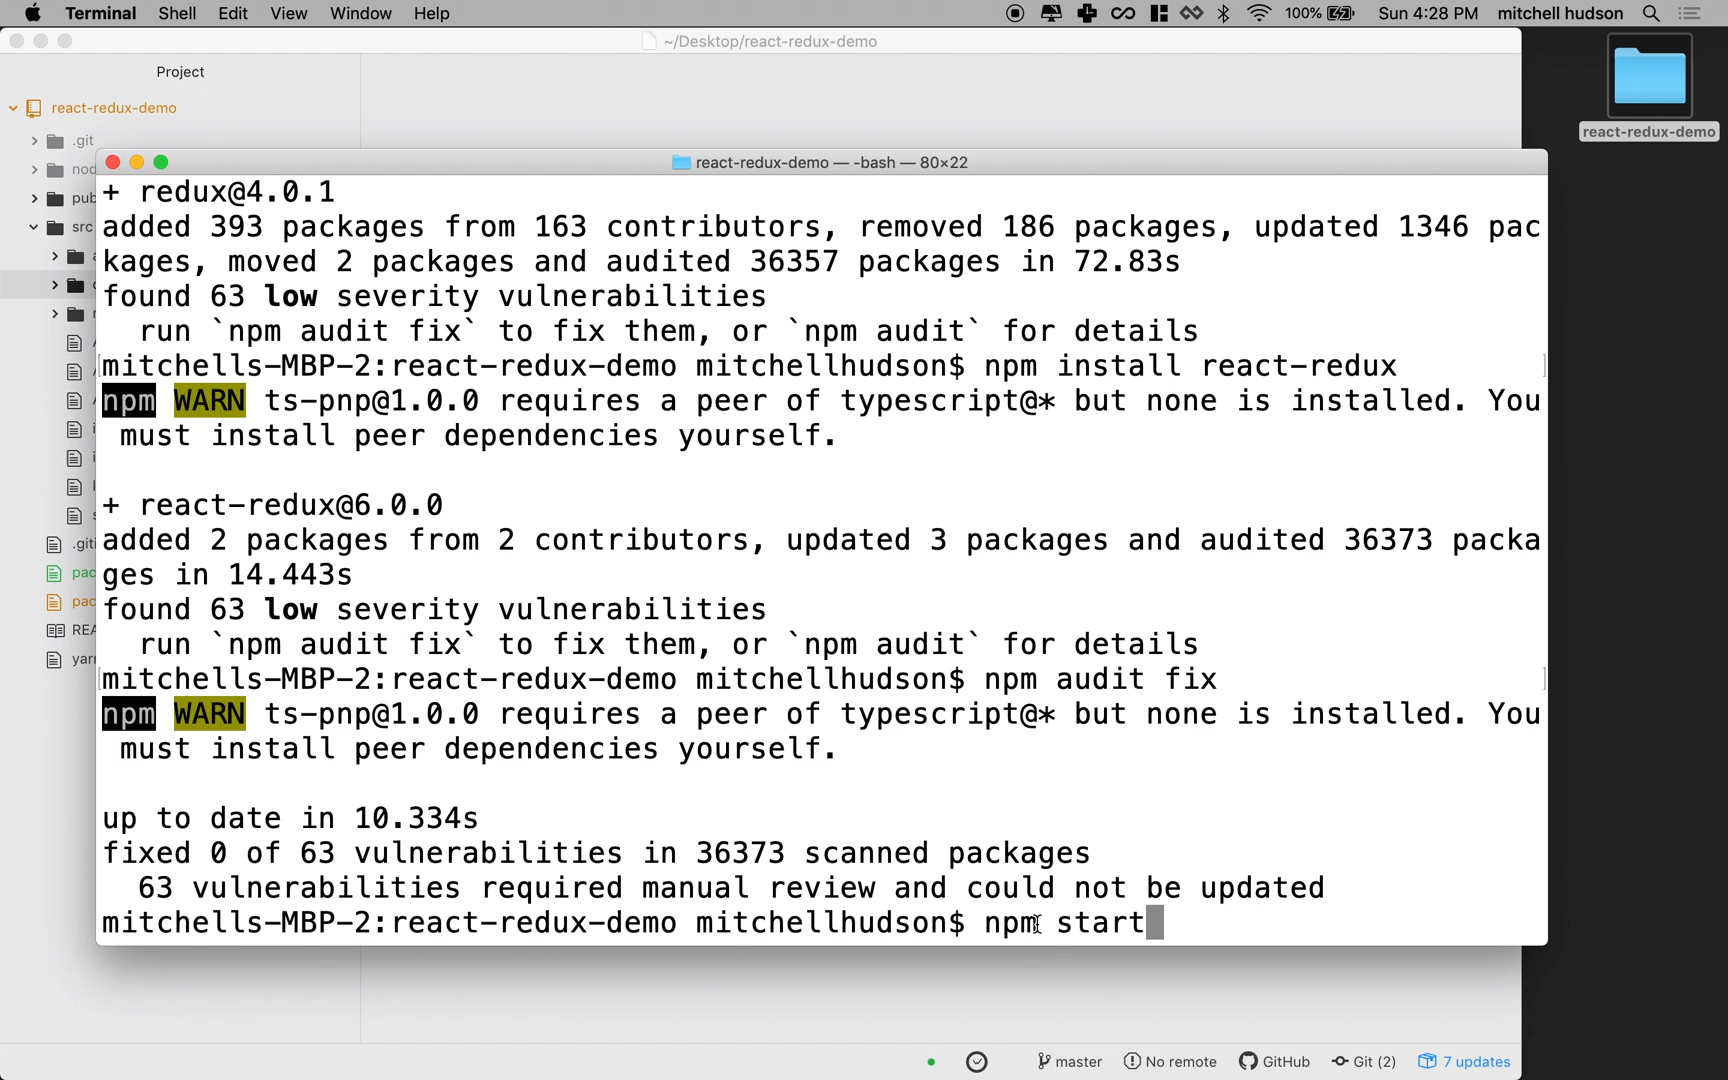 Terminal Shell Edit View Window Help 100% Sun 4:28 PM mitchell hudson
~/Desktop/react-redux-demo
react-redux-demo
Project
react-redux-demo
.git
src
react-redux-demo — -bash — 80×22
+ redux@4.0.1
added 393 packages from 163 contributors, removed 186 packages, updated 1346 pac
kages, moved 2 packages and audited 36357 packages in 72.83s
found 63 low severity vulnerabilities
run `npm audit fix` to fix them, or `npm audit` for details
mitchells-MBP-2:react-redux-demo mitchellhudson$ npm install react-redux
npm WARN ts-pnp@1.0.0 requires a peer of typescript@* but none is installed. You
must install peer dependencies yourself.
+ react-redux@6.0.0
added 2 packages from 2 contributors, updated 3 packages and audited 36373 packa
ges in 14.443s
found 63 low severity vulnerabilities
run `npm audit fix` to fix them, or `npm audit` for details
mitchells-MBP-2:react-redux-demo mitchellhudson$ npm audit fix
npm WARN ts-pnp@1.0.0 requires a peer of typescript@* but none is installed. You
must install peer dependencies yourself.
up to date in 10.334s
fixed 0 of 63 vulnerabilities in 36373 scanned packages
63 vulnerabilities required manual review and could not be updated
mitchells-MBP-2:react-redux-demo mitchellhudson$ npm start
master No remote GitHub Git (2) 7 updates